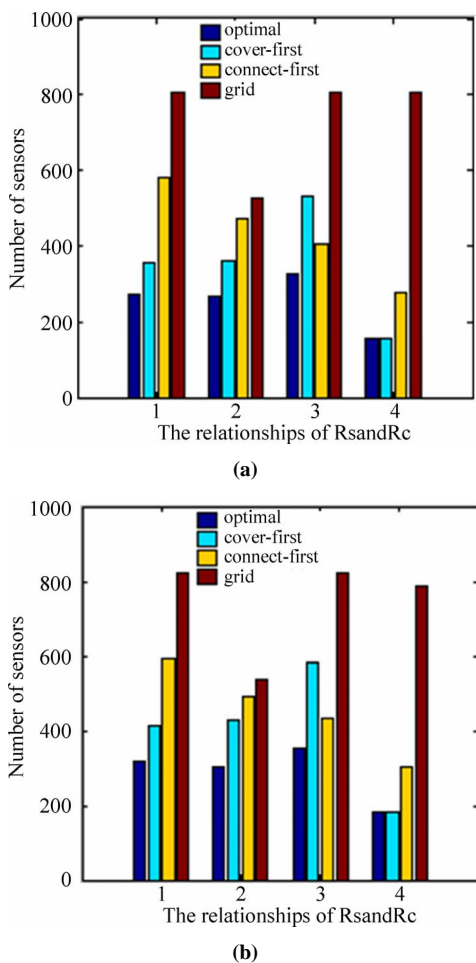 1000
800
600
400
200
0
Number of sensors
optimal
cover-first
connect-first
grid
1 2 3 4
The relationships of RsandRc
(a)
1000
800
600
400
200
0
Number of sensors
optimal
cover-first
connect-first
grid
1 2 3 4
The relationships of RsandRc
(b)